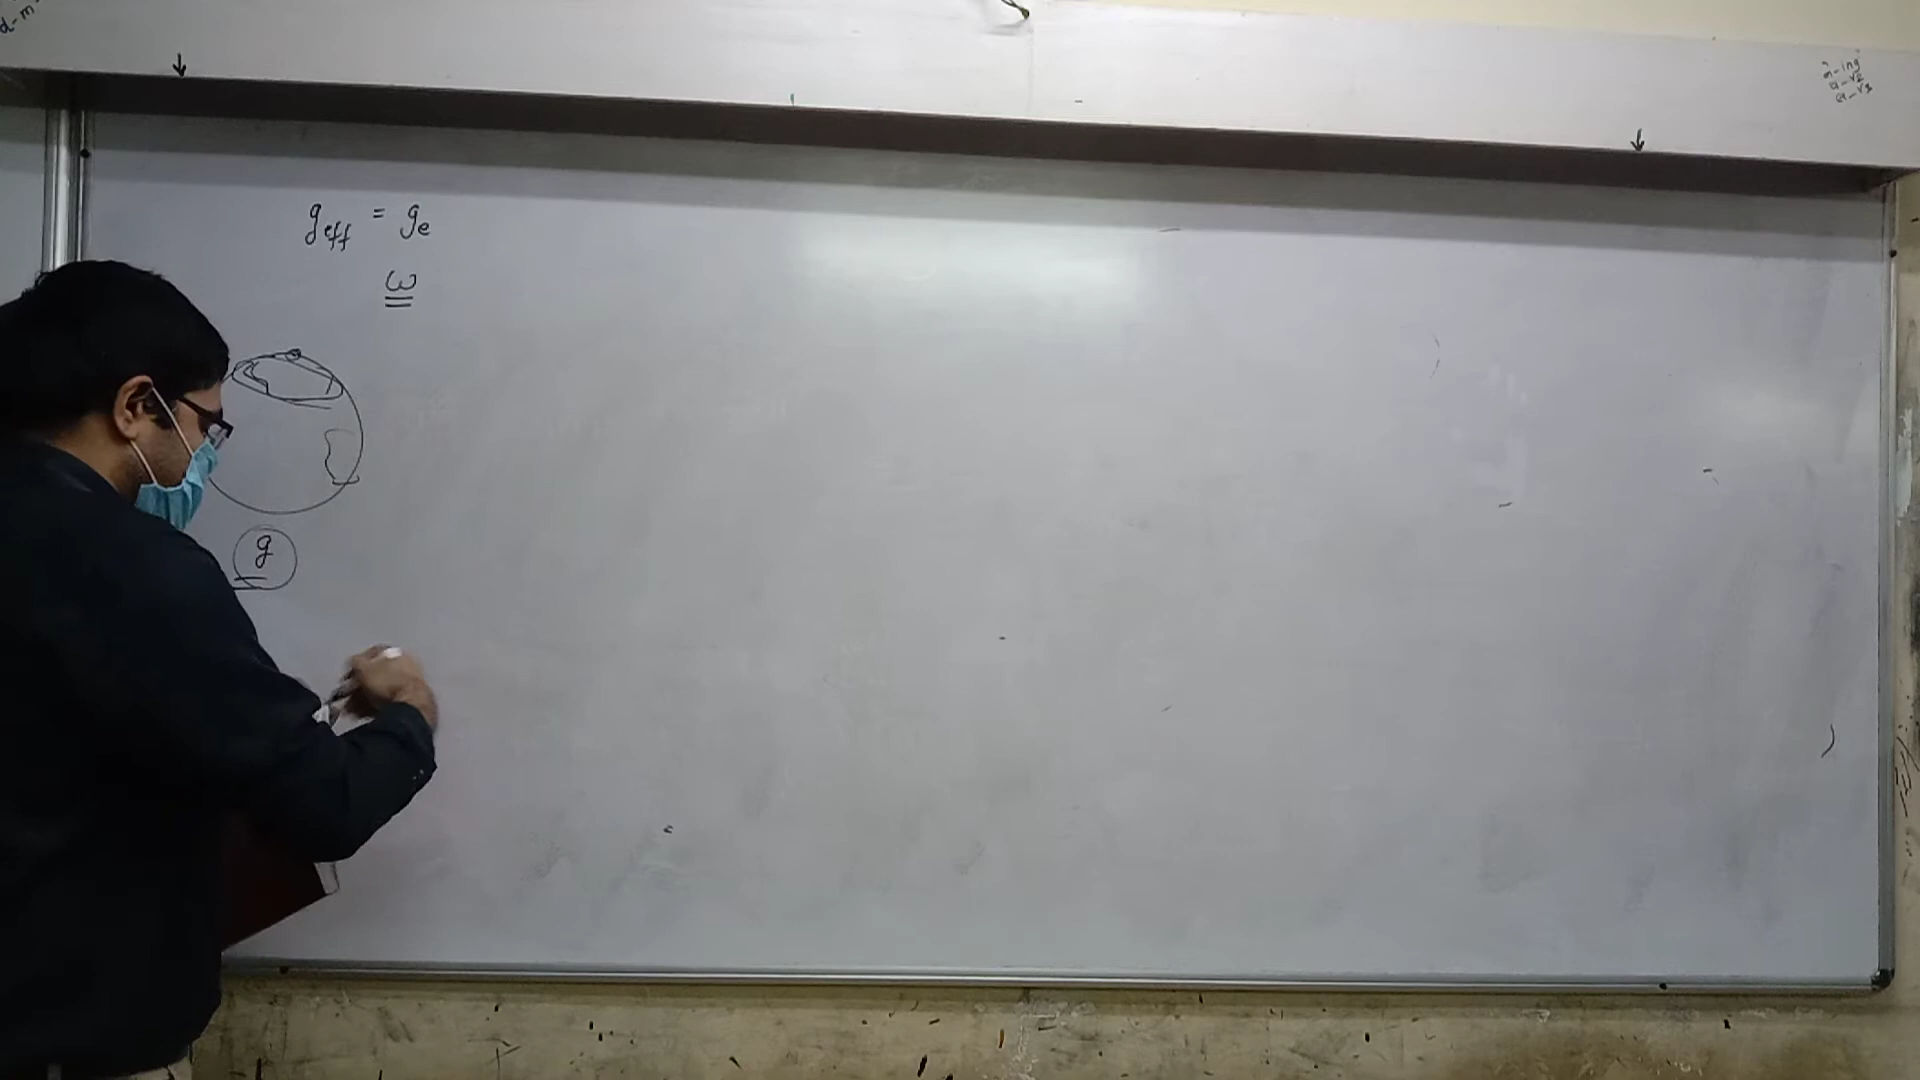 d-m
g_eff = g_e
ω
g